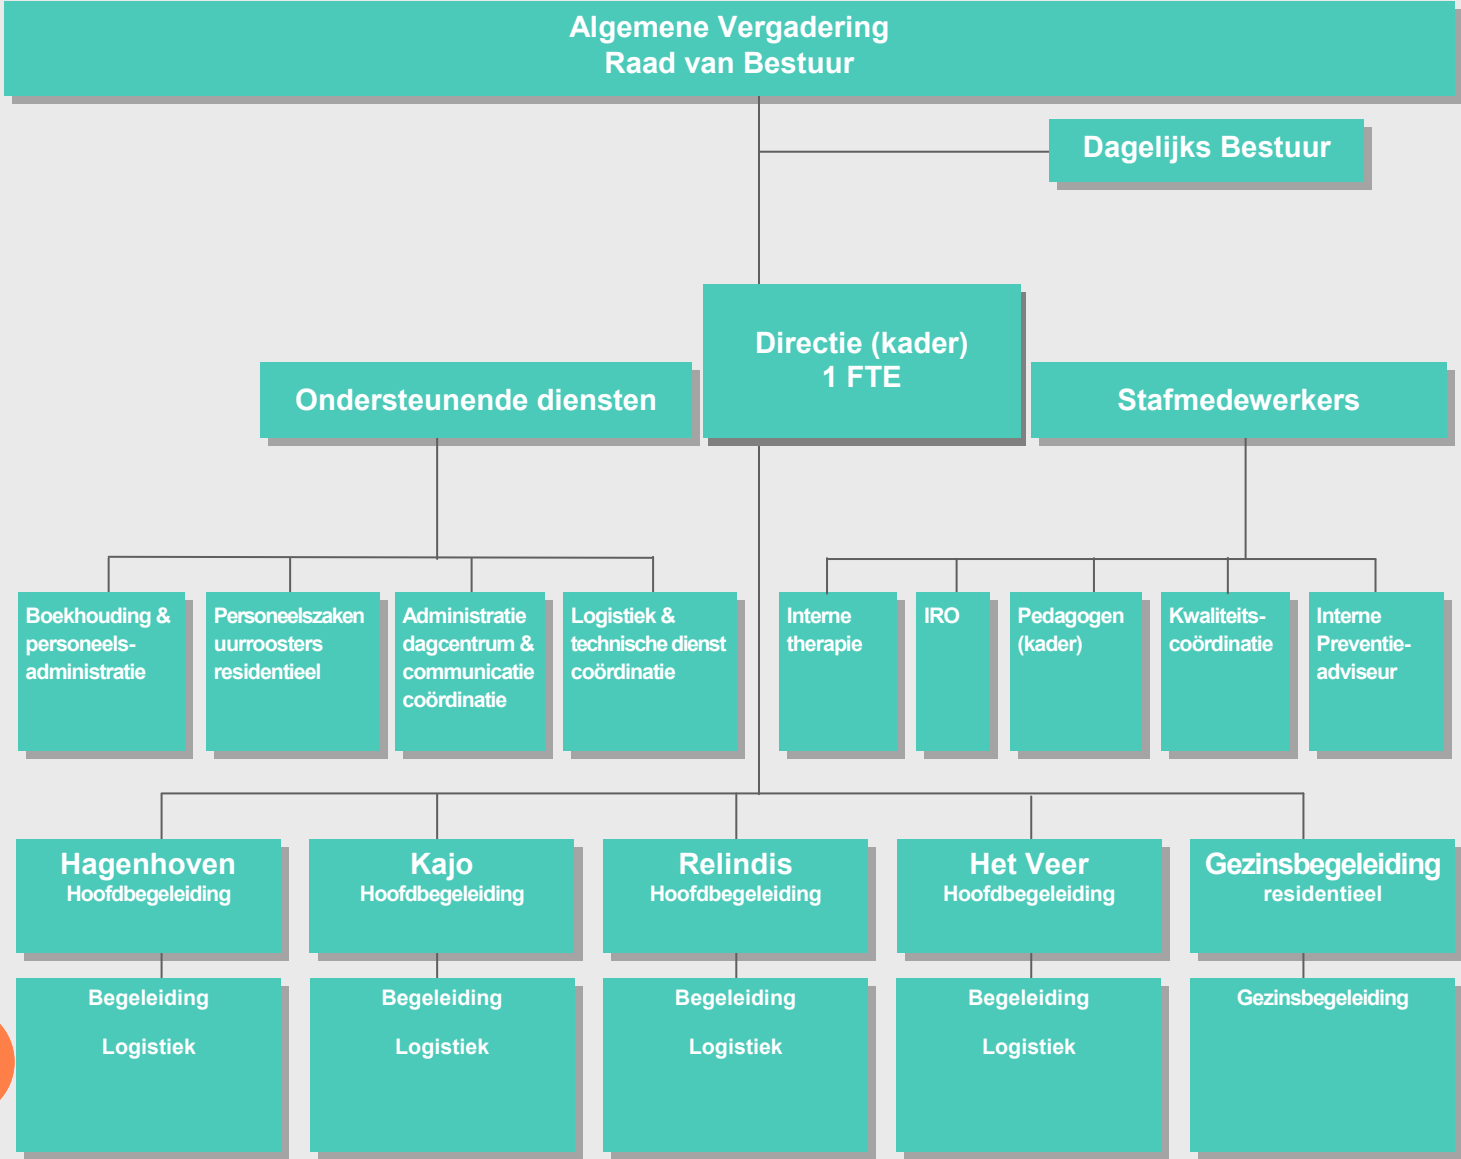 Algemene Vergadering
Raad van Bestuur
Dagelijks Bestuur
Directie (kader)
1 FTE
Ondersteunende diensten
Stafmedewerkers
Boekhouding &
personeels-
administratie
Personeelszaken
uurroosters
residentieel
Administratie
dagcentrum &
communicatie
coördinatie
Logistiek &
technische dienst
coördinatie
Interne
therapie
IRO
Pedagogen
(kader)
Kwaliteits-
coördinatie
Interne
Preventie-
adviseur
Hagenhoven
Hoofdbegeleiding
Kajo
Hoofdbegeleiding
Relindis
Hoofdbegeleiding
Het Veer
Hoofdbegeleiding
Gezinsbegeleiding
residentieel
Begeleiding
Logistiek
Begeleiding
Logistiek
Begeleiding
Logistiek
Begeleiding
Logistiek
Gezinsbegeleiding